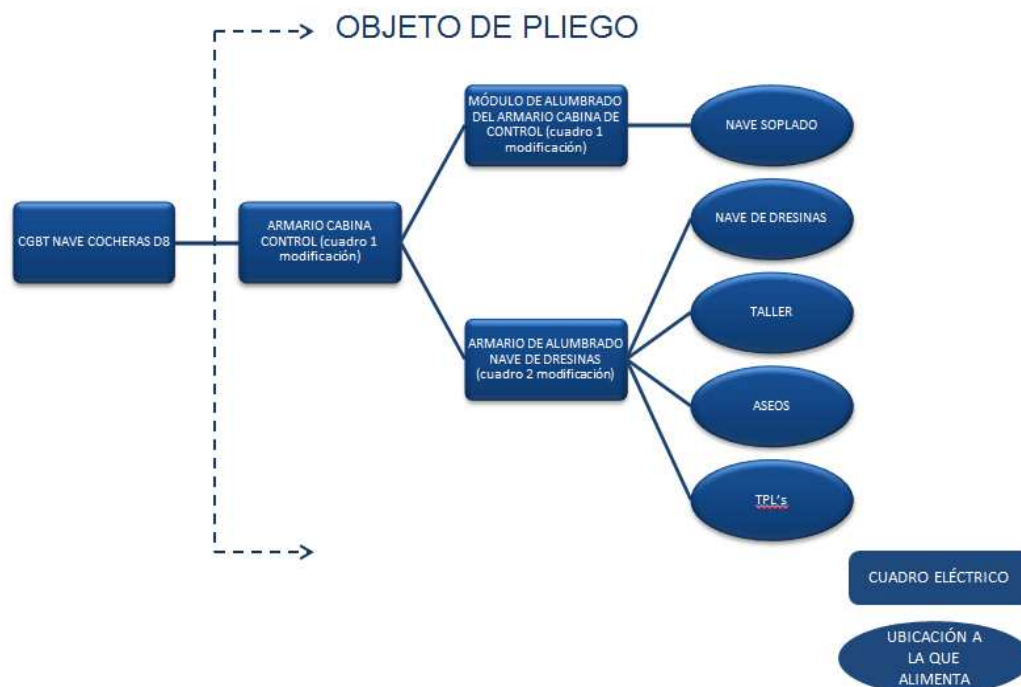 OBJETO DE PLIEGO
MÓDULO DE ALUMBRADO
DEL ARMARIO CABINA DE
CONTROL (cuadro 1
modificación)
NAVE SOPLADO
NAVE DE DRESINAS
CGBT NAVE COCHERAS D8
ARMARIO CABINA
CONTROL (cuadro 1
modificación)
TALLER
ARMARIO DE ALUMBRADO
NAVE DE DRESINAS
(cuadro 2 modificación)
ASEOS
TPL's
CUADRO ELÉCTRICO
UBICACIÓN A
LA QUE
ALIMENTA